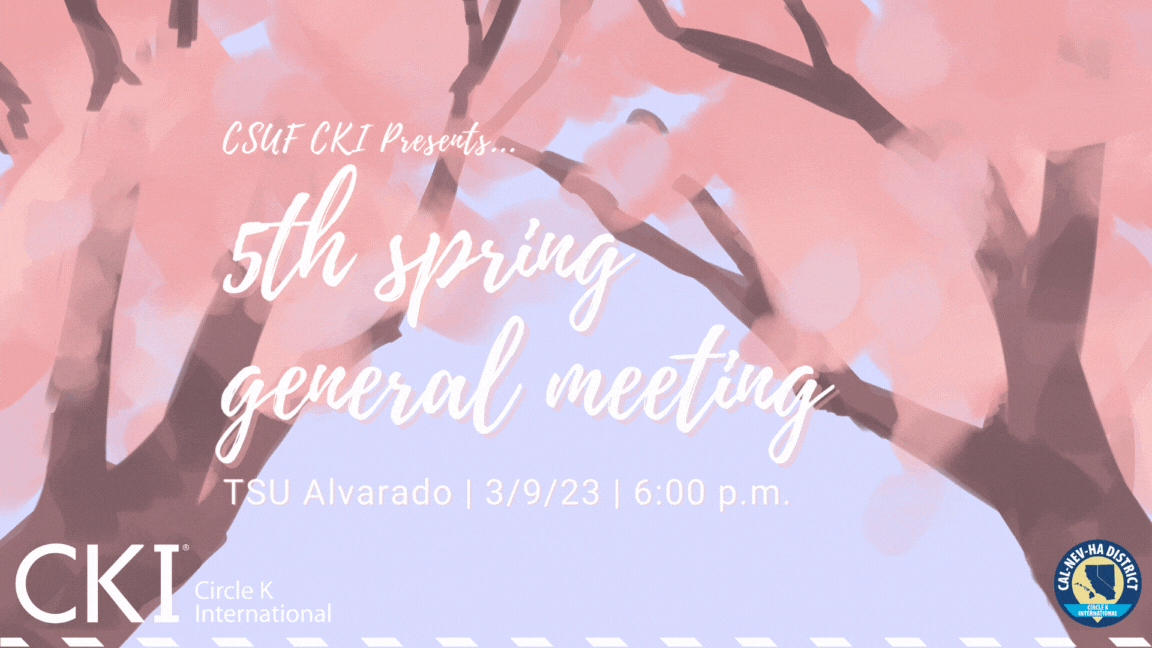 CSUF CKI Presents...
5th spring
general meeting
TSU Alvarado | 3/9/23 | 6:00 p.m.
CKI®
Circle K
International
CAL-NEV-HA DISTRICT
CIRCLE K
INTERNATIONAL